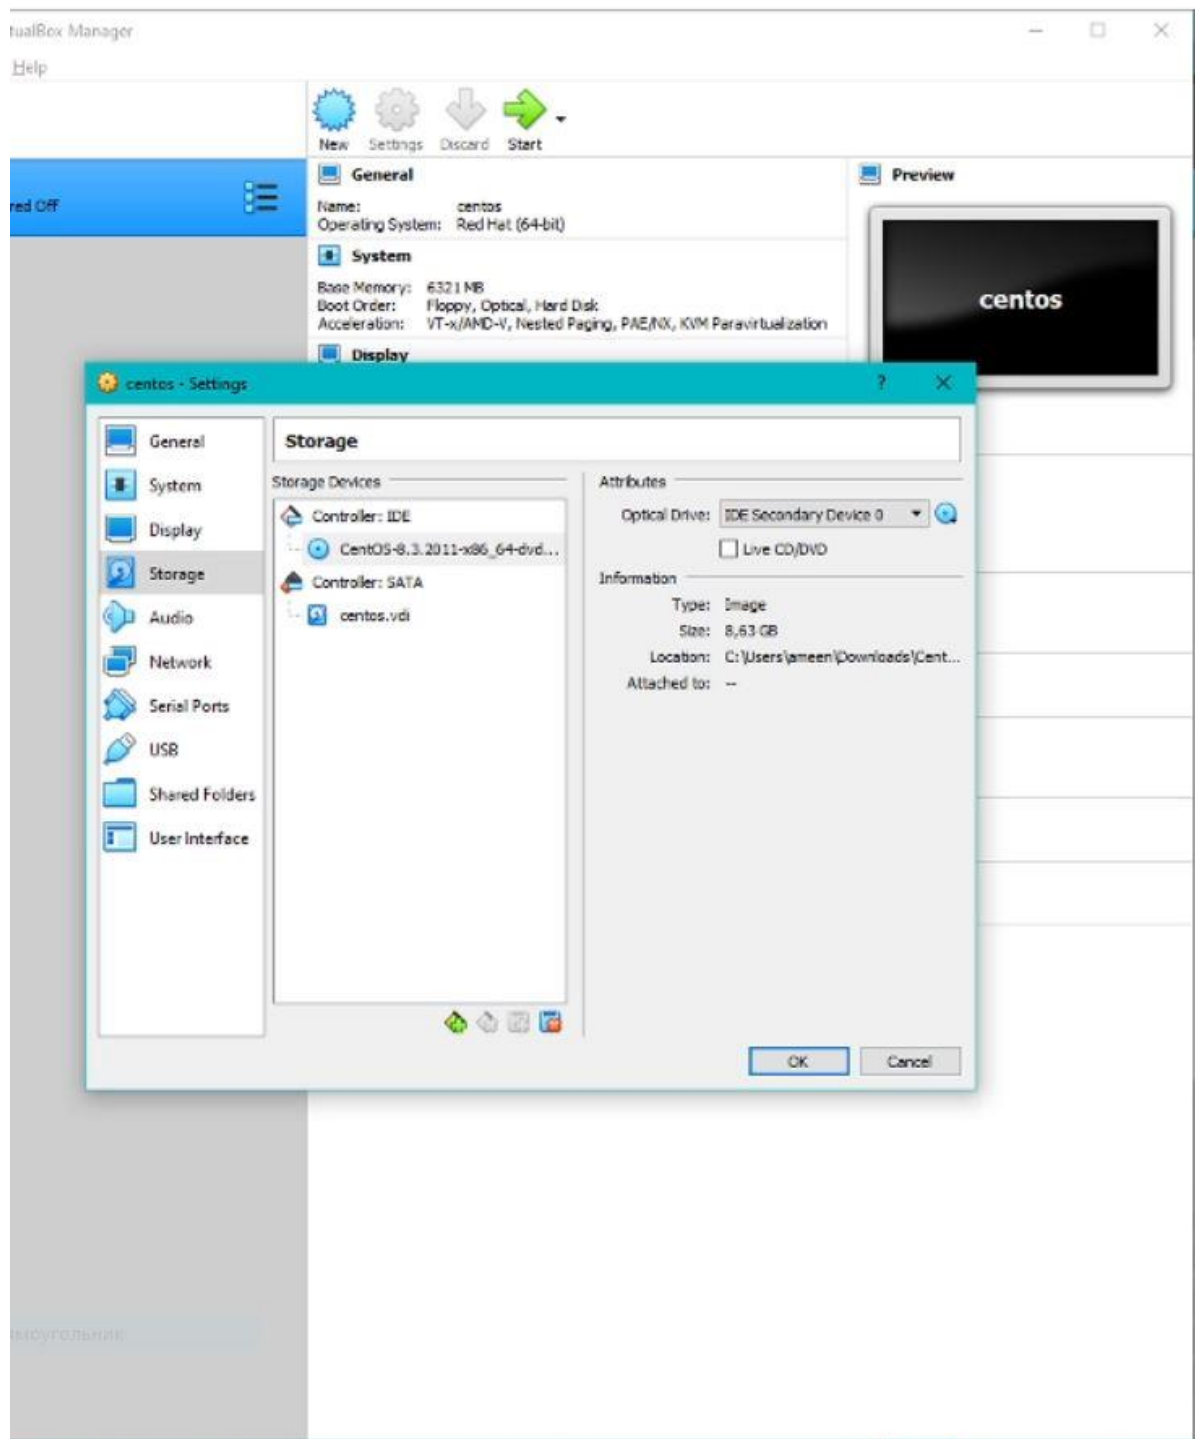 tualBox Manager
Help
New Settings Discard Start
red Off
General
Name: centos
Operating System: Red Hat (64-bit)
System
Base Memory: 6321 MB
Boot Order: Floppy, Optical, Hard Disk
Acceleration: VT-x/AMD-V, Nested Paging, PAE/NX, KVM Paravirtualization
Display
Preview
centos
centos - Settings
?
General
System
Display
Storage
Audio
Network
Serial Ports
USB
Shared Folders
User Interface
Storage
Storage Devices
Controller: IDE
CentOS-8.3.2011-x86_64-dvd...
Controller: SATA
centos.vdi
Attributes
Optical Drive: IDE Secondary Device 0
Live CD/DVD
Information
Type: Image
Size: 8,63 GB
Location: C:\Users\ameen\Downloads\Cent...
Attached to: --
OK Cancel
моугольник